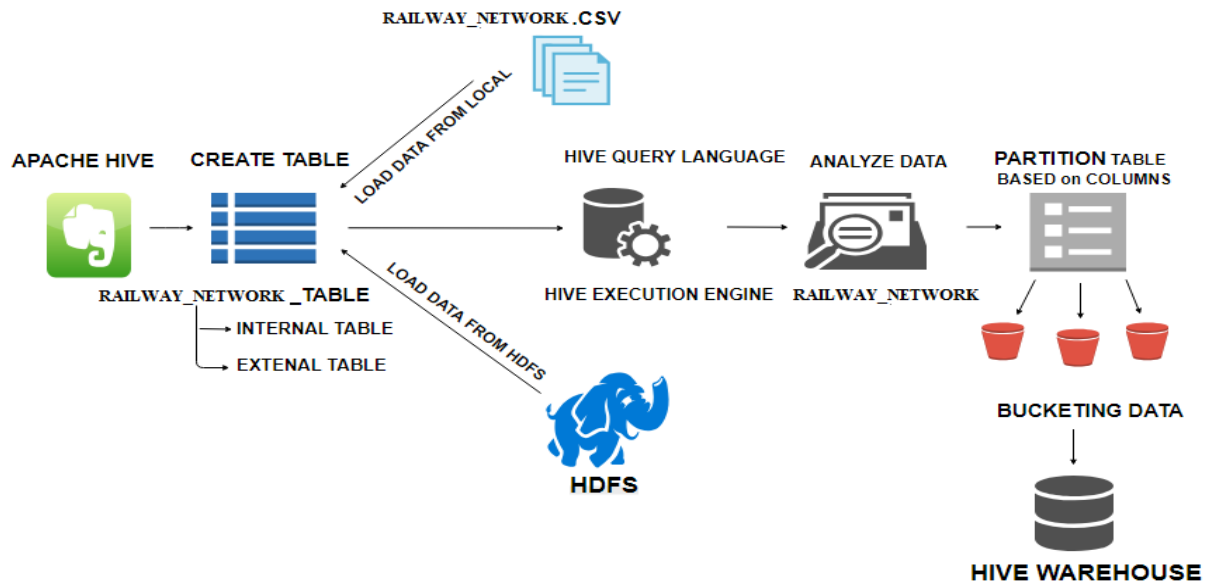 RAILWAY_NETWORK .CSV
LOAD DATA FROM LOCAL
APACHE HIVE
CREATE TABLE
HIVE QUERY LANGUAGE
ANALYZE DATA
PARTITION TABLE
BASED on COLUMNS
RAILWAY_NETWORK _TABLE
INTERNAL TABLE
EXTENAL TABLE
LOAD DATA FROM HDFS
HIVE EXECUTION ENGINE
RAILWAY_NETWORK
HDFS
BUCKETING DATA
HIVE WAREHOUSE